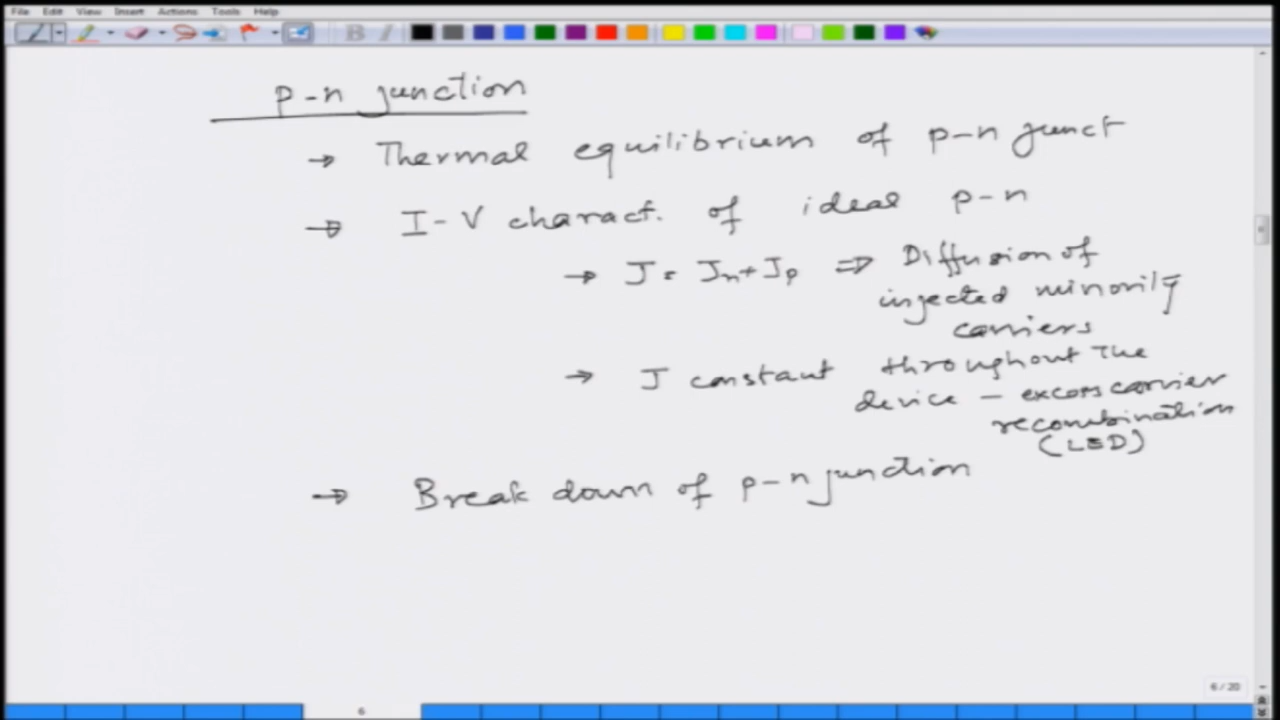 File Edit View Insert Actions Tools Help
B I
p-n junction
→ Thermal equilibrium of p-n junct
→ I-V charact. of ideal p-n
→ J = Jn + Jp ⇒ Diffusion of
injected minority
carriers
→ J constant throughout the
device - excess carrier
recombination
(LED)
→ Break down of p-n junction
6 / 20
6